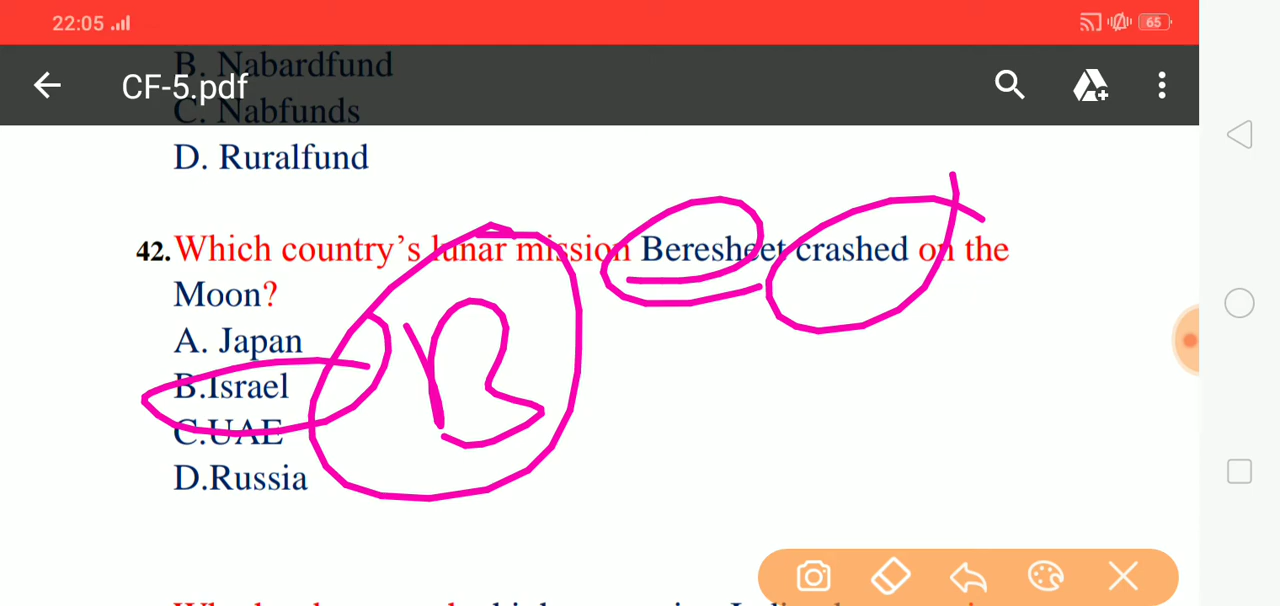 22:05
65
B. Nabardfund
CF-5.pdf
C. Nabfunds
D. Ruralfund
42. Which country's lunar mission Beresheet crashed on the
Moon?
A. Japan
B.Israel
C.UAE
D.Russia
B